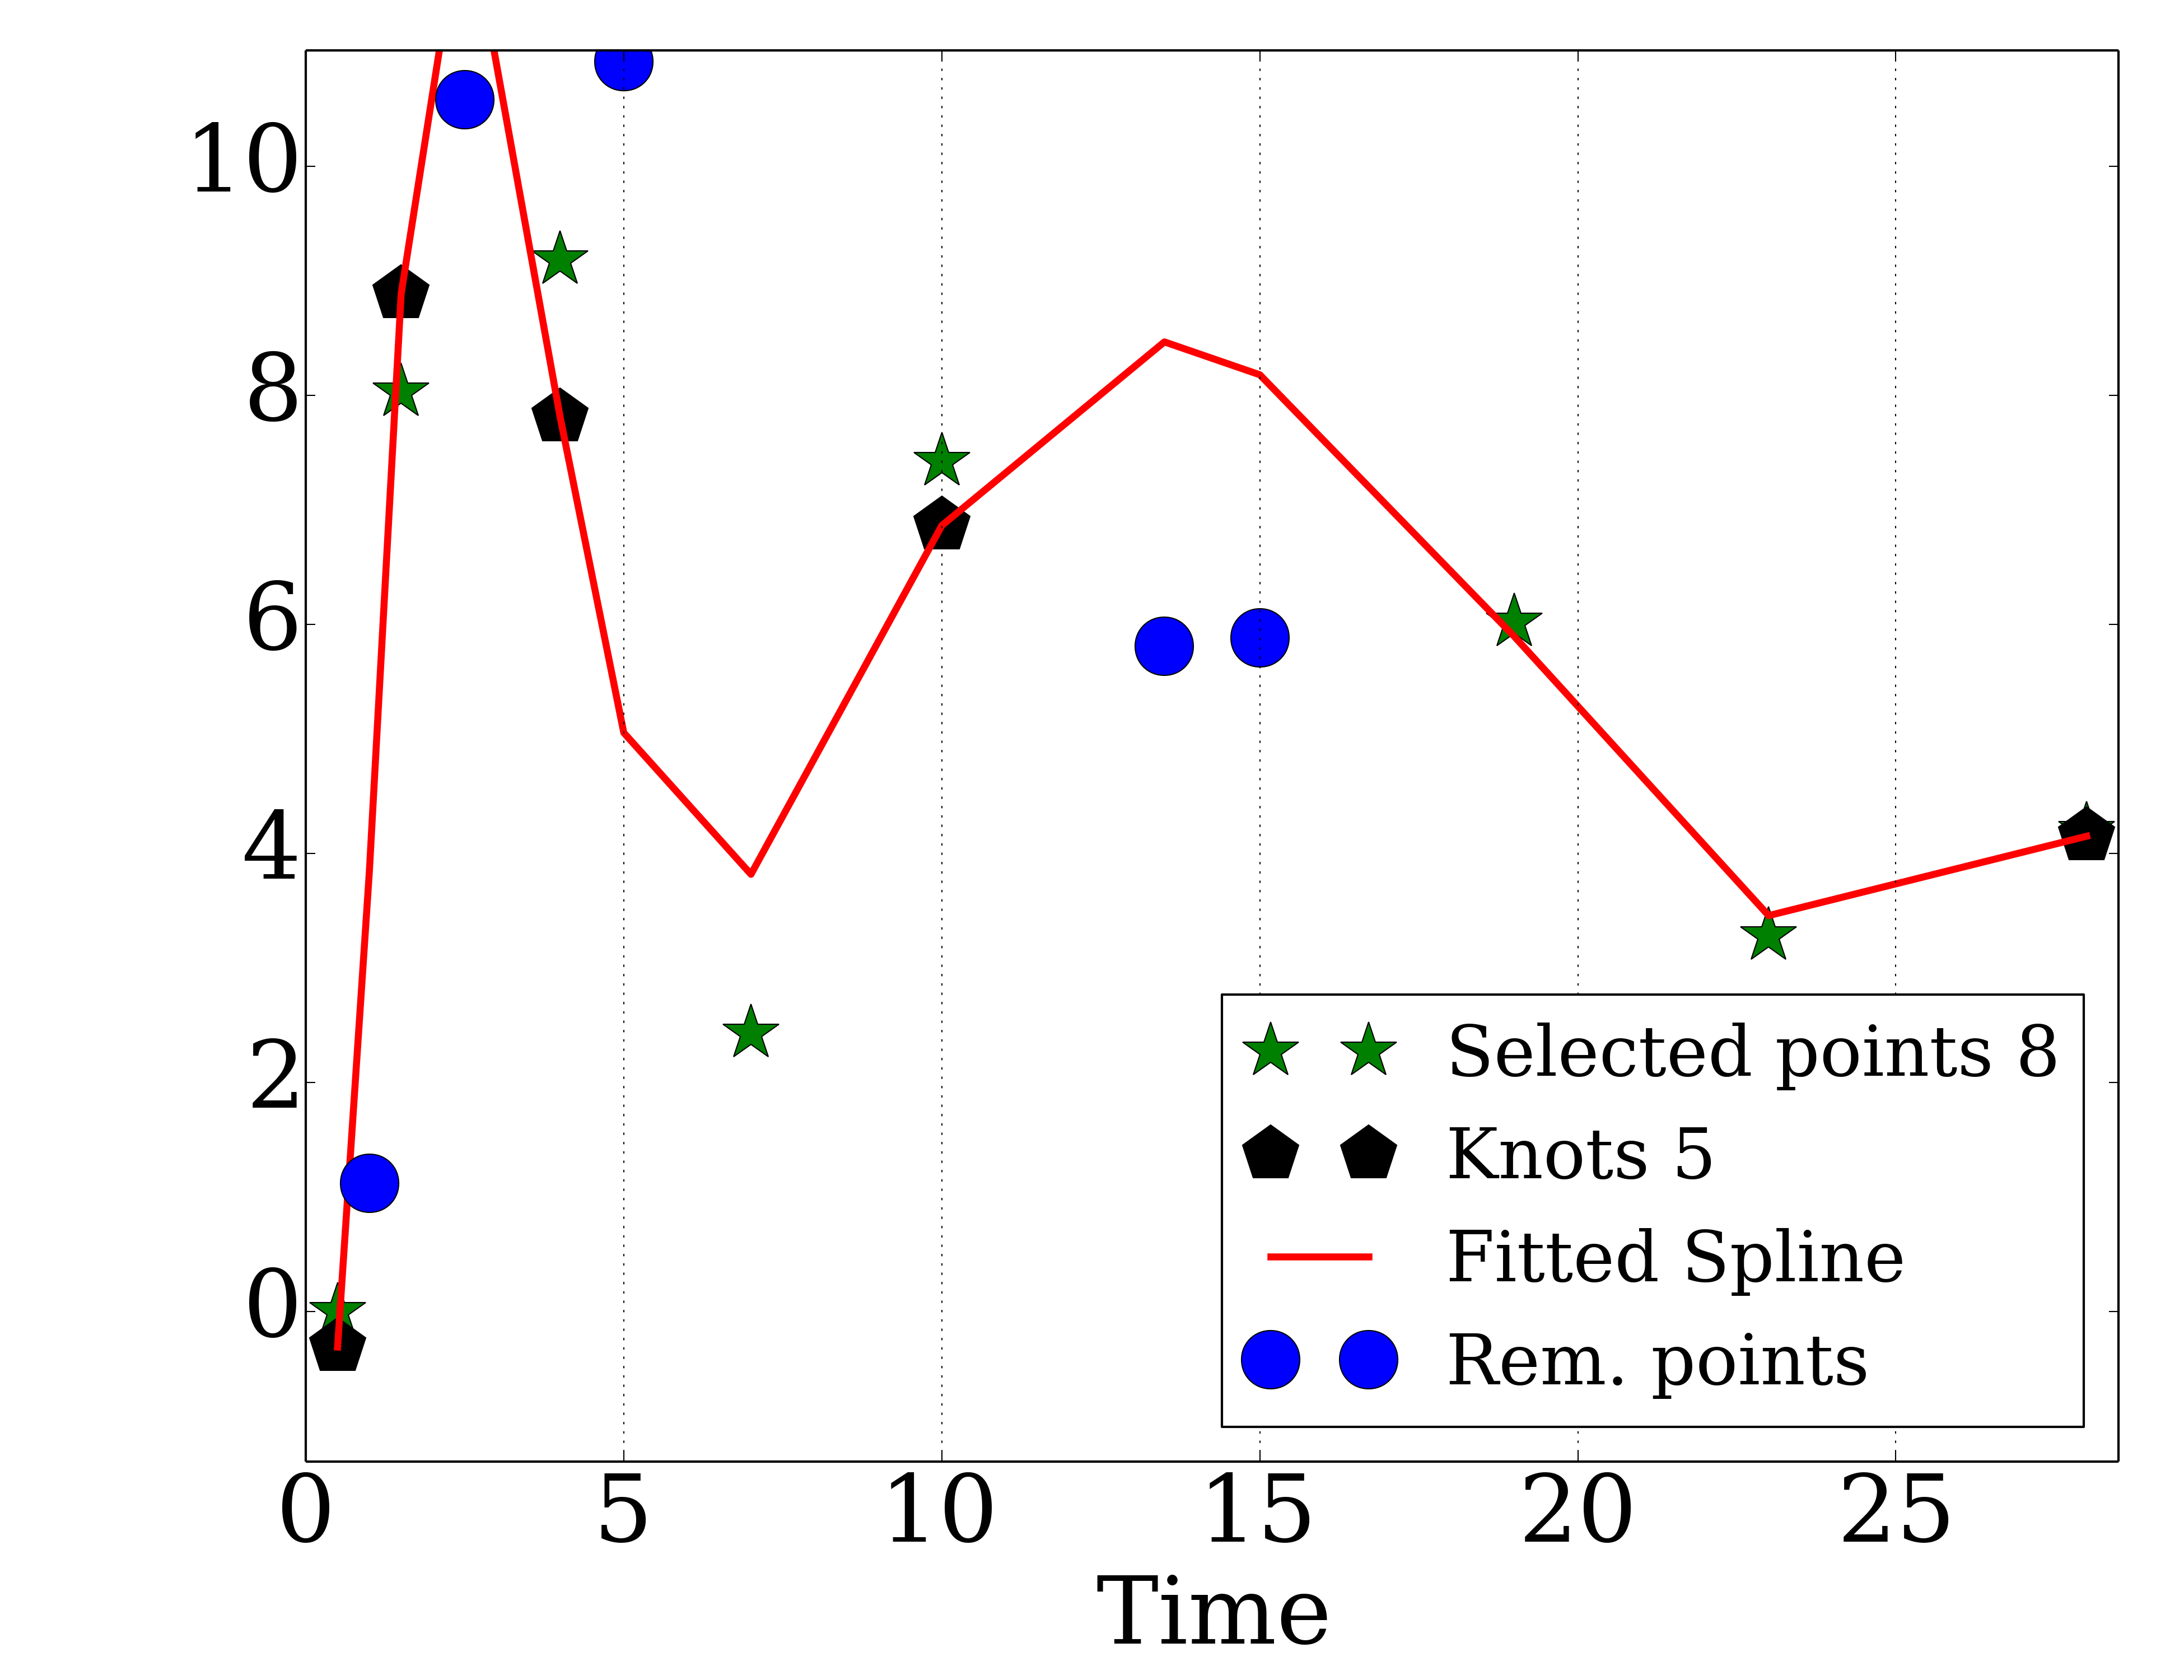 10
8
6
4
2
0
0 5 10 15 20 25
Time
Selected points 8
Knots 5
Fitted Spline
Rem. points